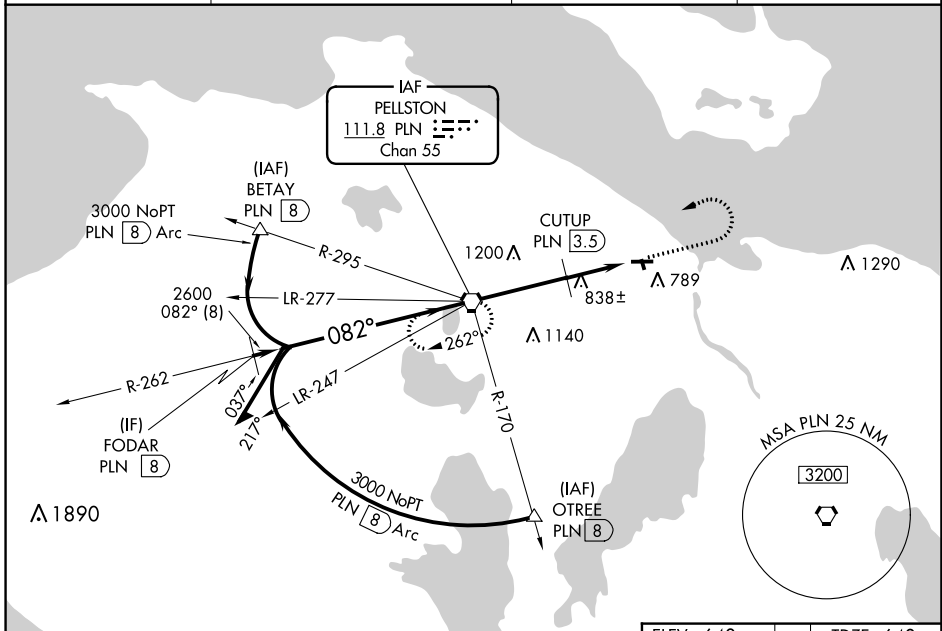 IAF
PELLSTON
111.8 PLN
Chan 55
(IAF)
BETAY
PLN 8
3000 NoPT
PLN 8 Arc
R-295
1200
CUTUP
PLN 3.5
1290
789
838±
2600
082° (8)
LR-277
082°
262°
1140
R-262
037°
217°
LR-247
R-170
(IF)
FODAR
PLN 8
MSA PLN 25 NM
3200
3000 NoPT
PLN 8 Arc
(IAF)
OTREE
PLN 8
1890